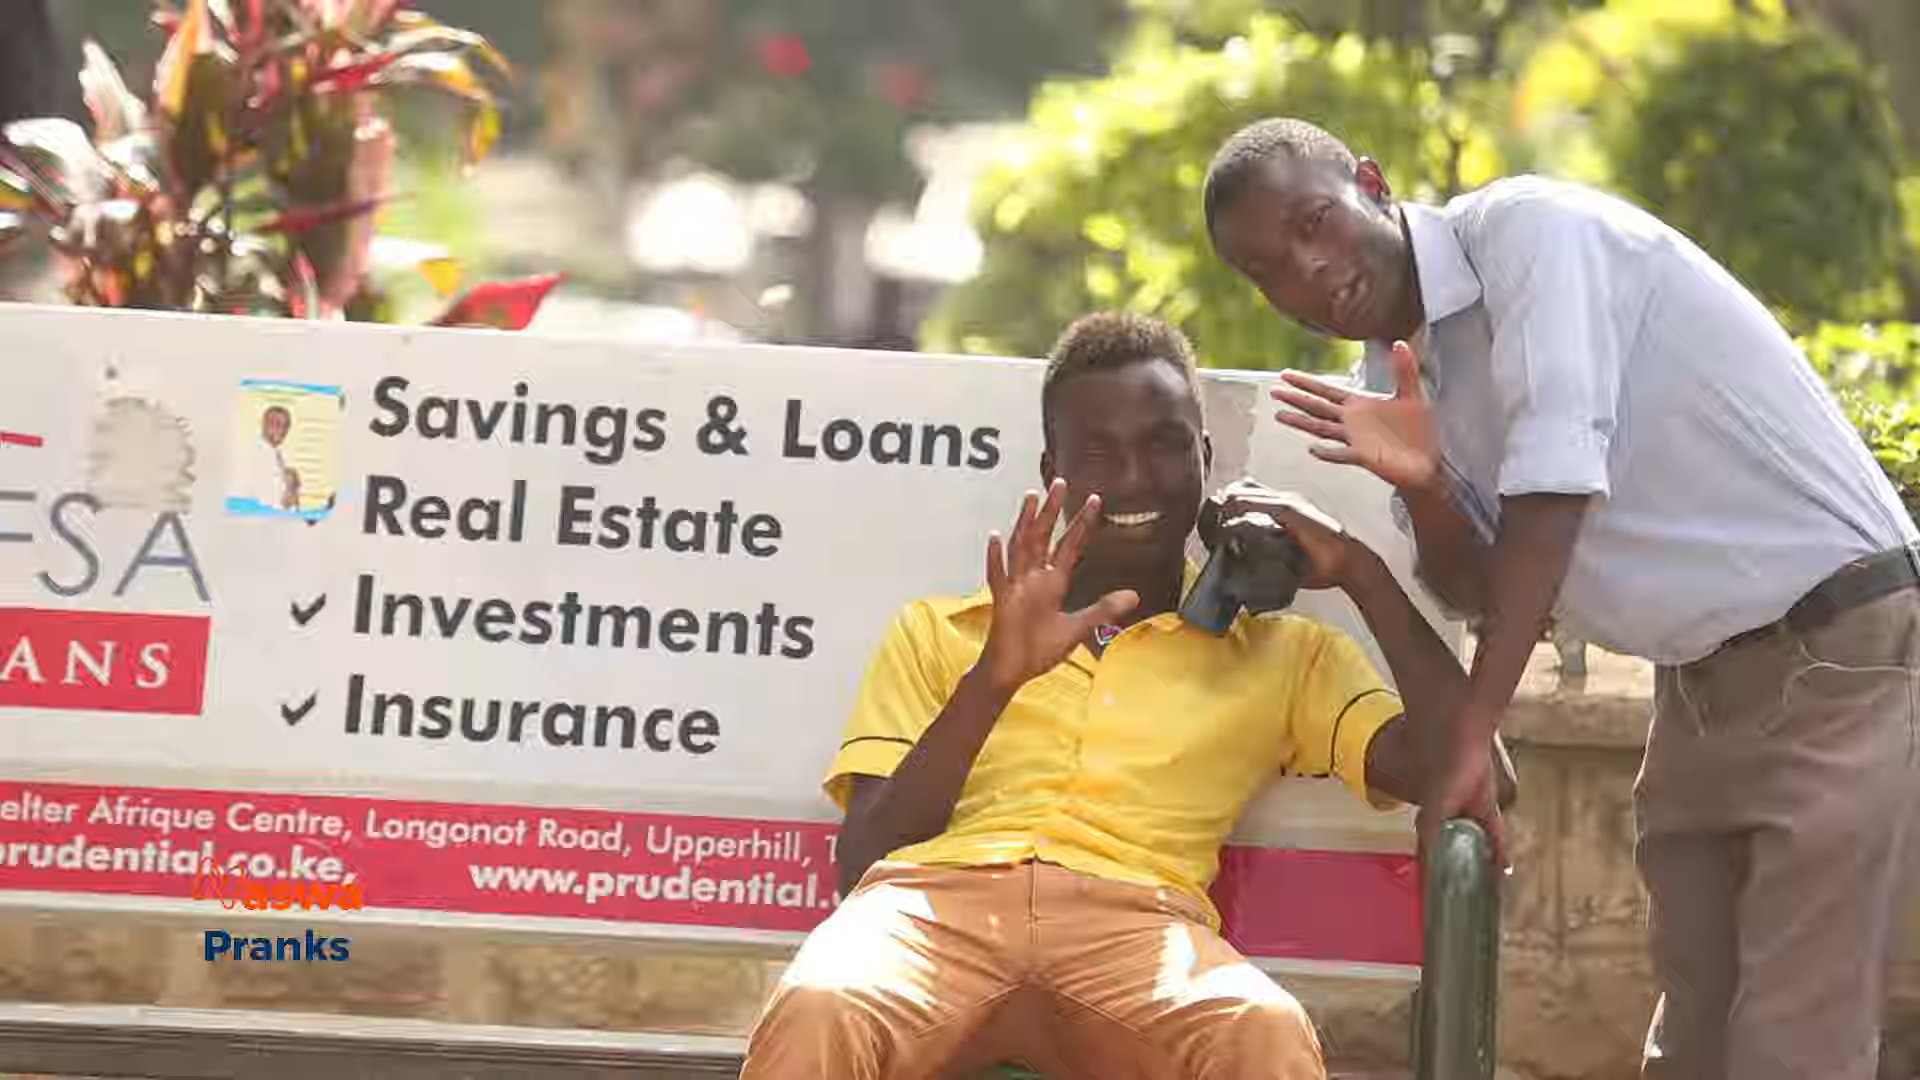 Savings & Loans
Real Estate
Investments
Insurance
FSA
ANS
elter Afrique Centre, Longonot Road, Upperhill, T
prudential.co.ke,
www.prudential.
Naswa
Pranks